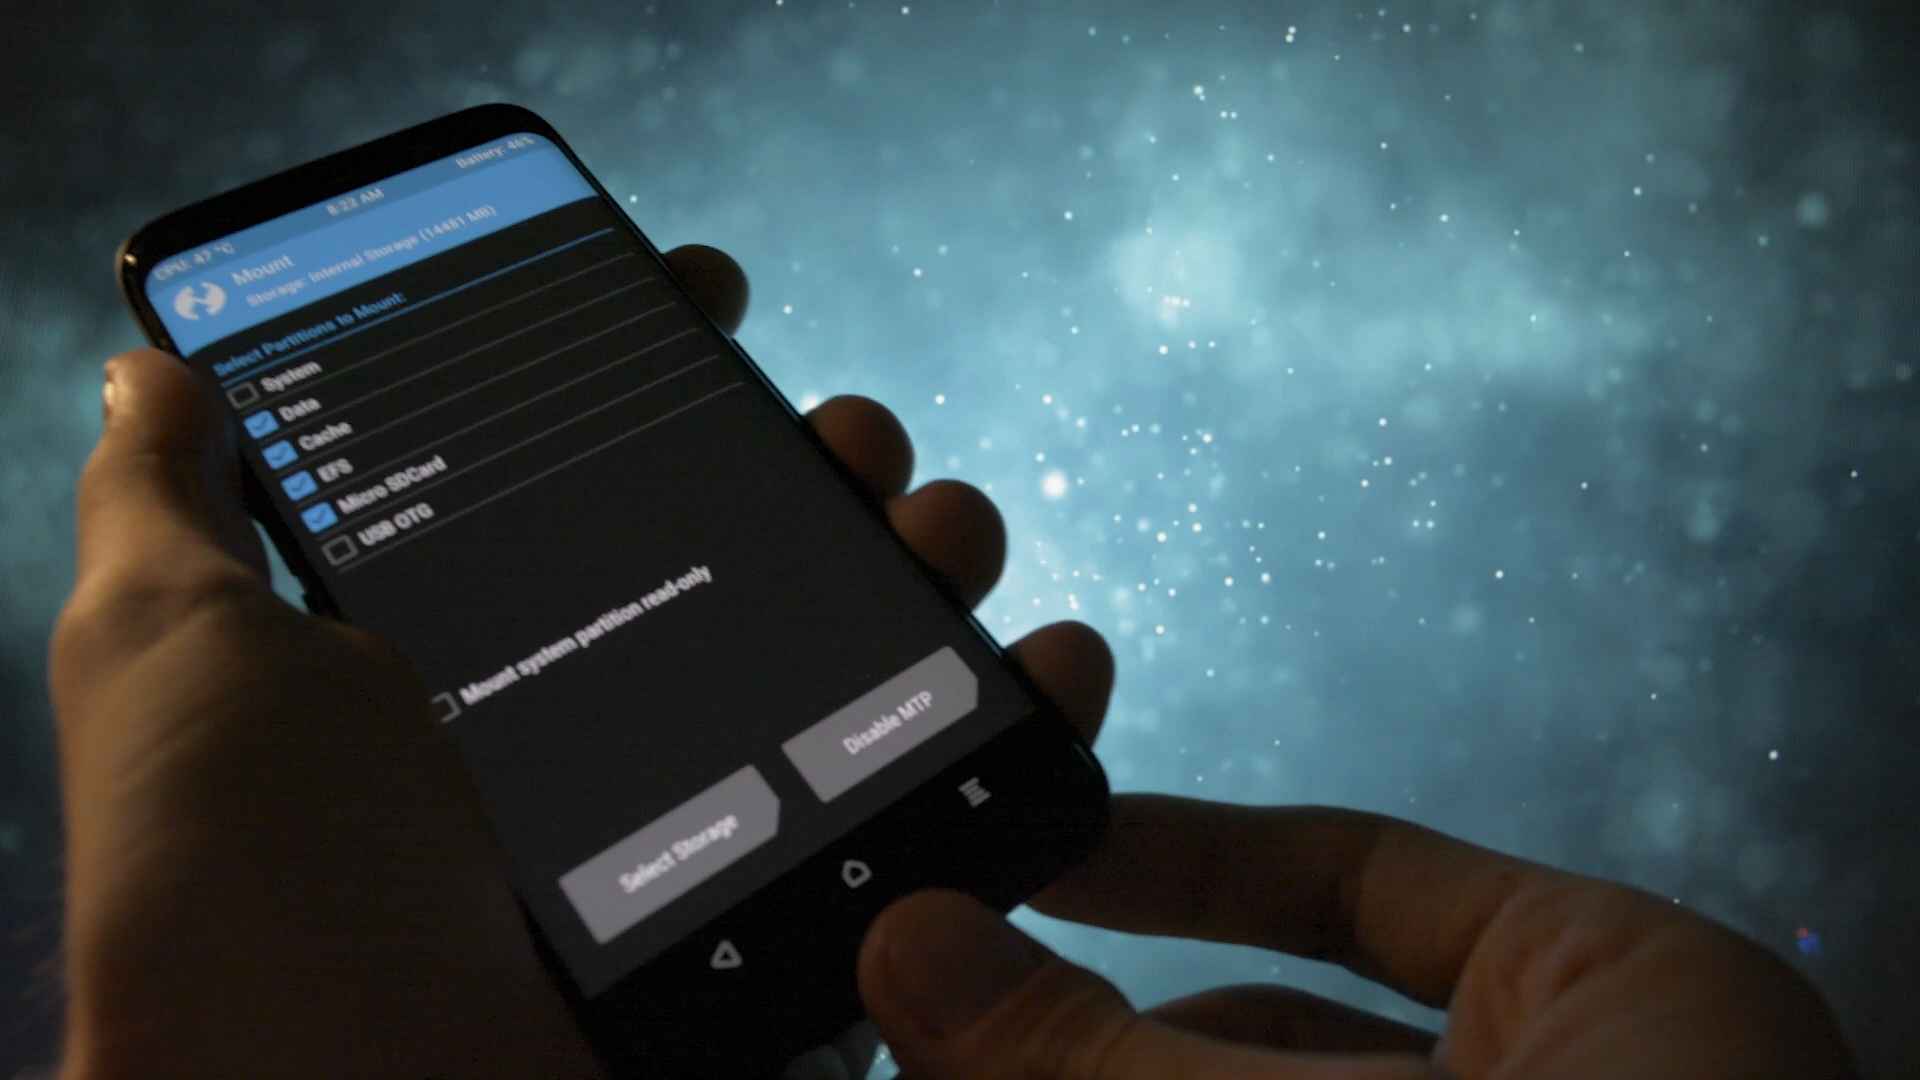 CPU: 47 °C
8:22 AM
Battery: 46%
Mount
Storage: Internal Storage (14481 MB)
Select Partitions to Mount:
System
Data
Cache
EFS
Micro SDCard
USB OTG
Mount system partition read-only
Select Storage
Disable MTP